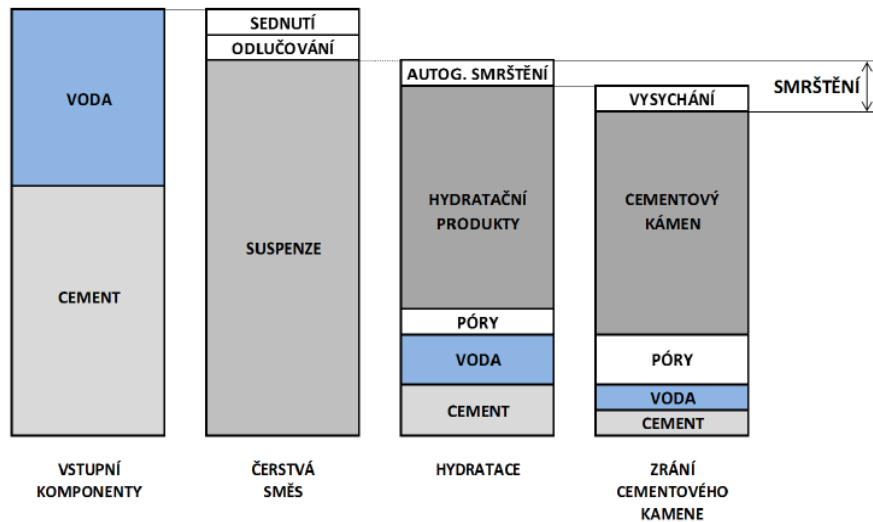 VODA
CEMENT
VSTUPNÍ
KOMPONENTY
SEDNUTÍ
ODLUČOVÁNÍ
SUSPENZE
ČERSTVÁ
SMĚS
AUTOG. SMRŠTĚNÍ
HYDRATAČNÍ
PRODUKTY
PÓRY
VODA
CEMENT
HYDRATACE
VYSYCHÁNÍ
CEMENTOVÝ
KÁMEN
PÓRY
VODA
CEMENT
ZRÁNÍ
CEMENTOVÉHO
KAMENE
SMRŠTĚNÍ